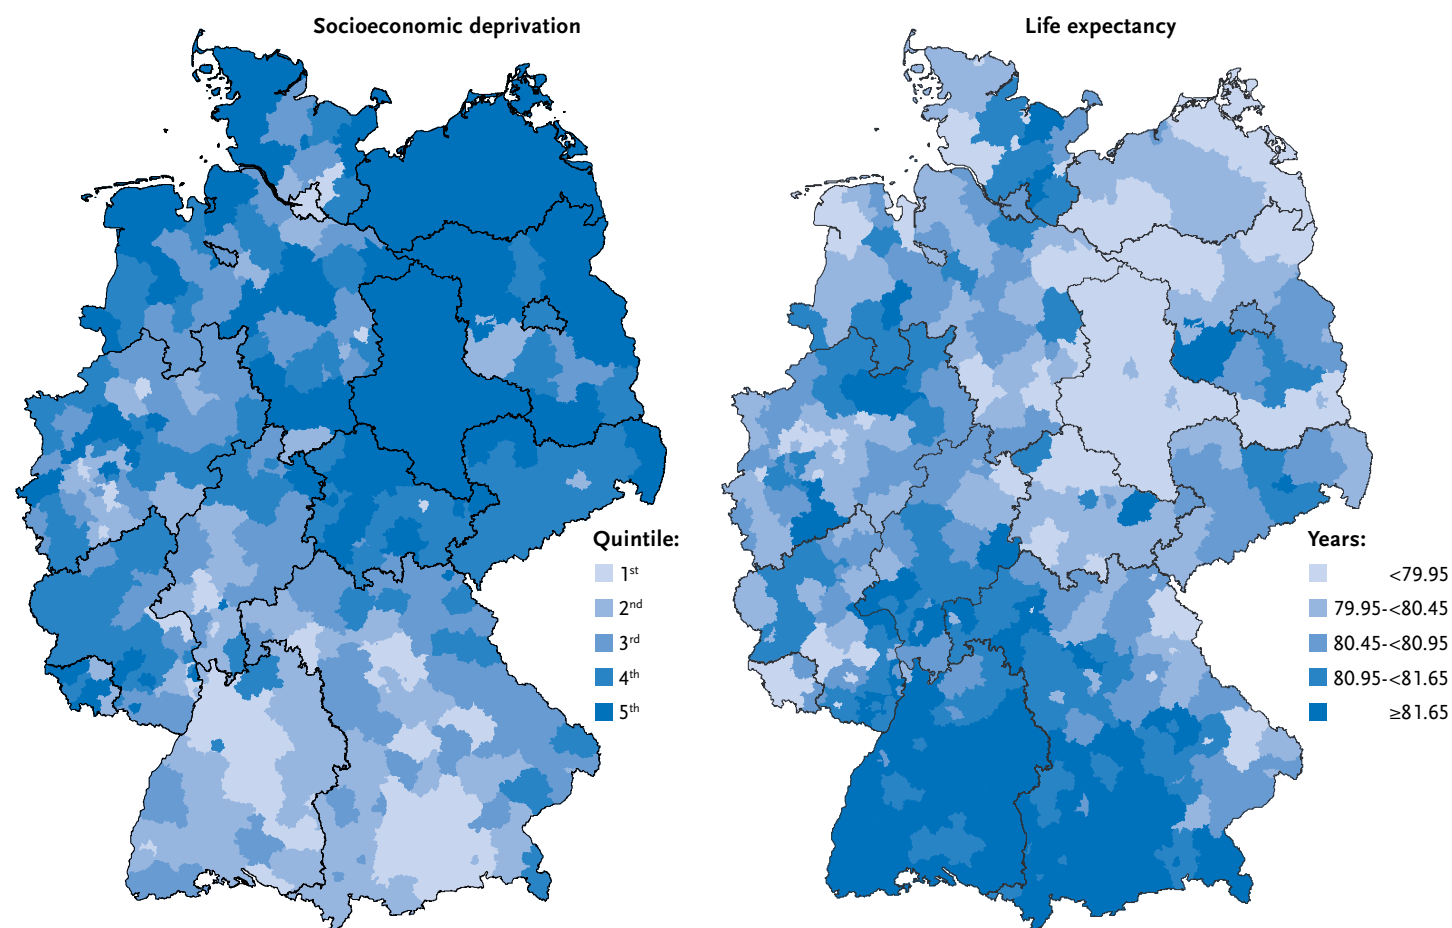 Socioeconomic deprivation
Life expectancy
Quintile:
1st
2nd
3rd
4th
5th
Years:
<79.95
79.95-<80.45
80.45-<80.95
80.95-<81.65
≥81.65